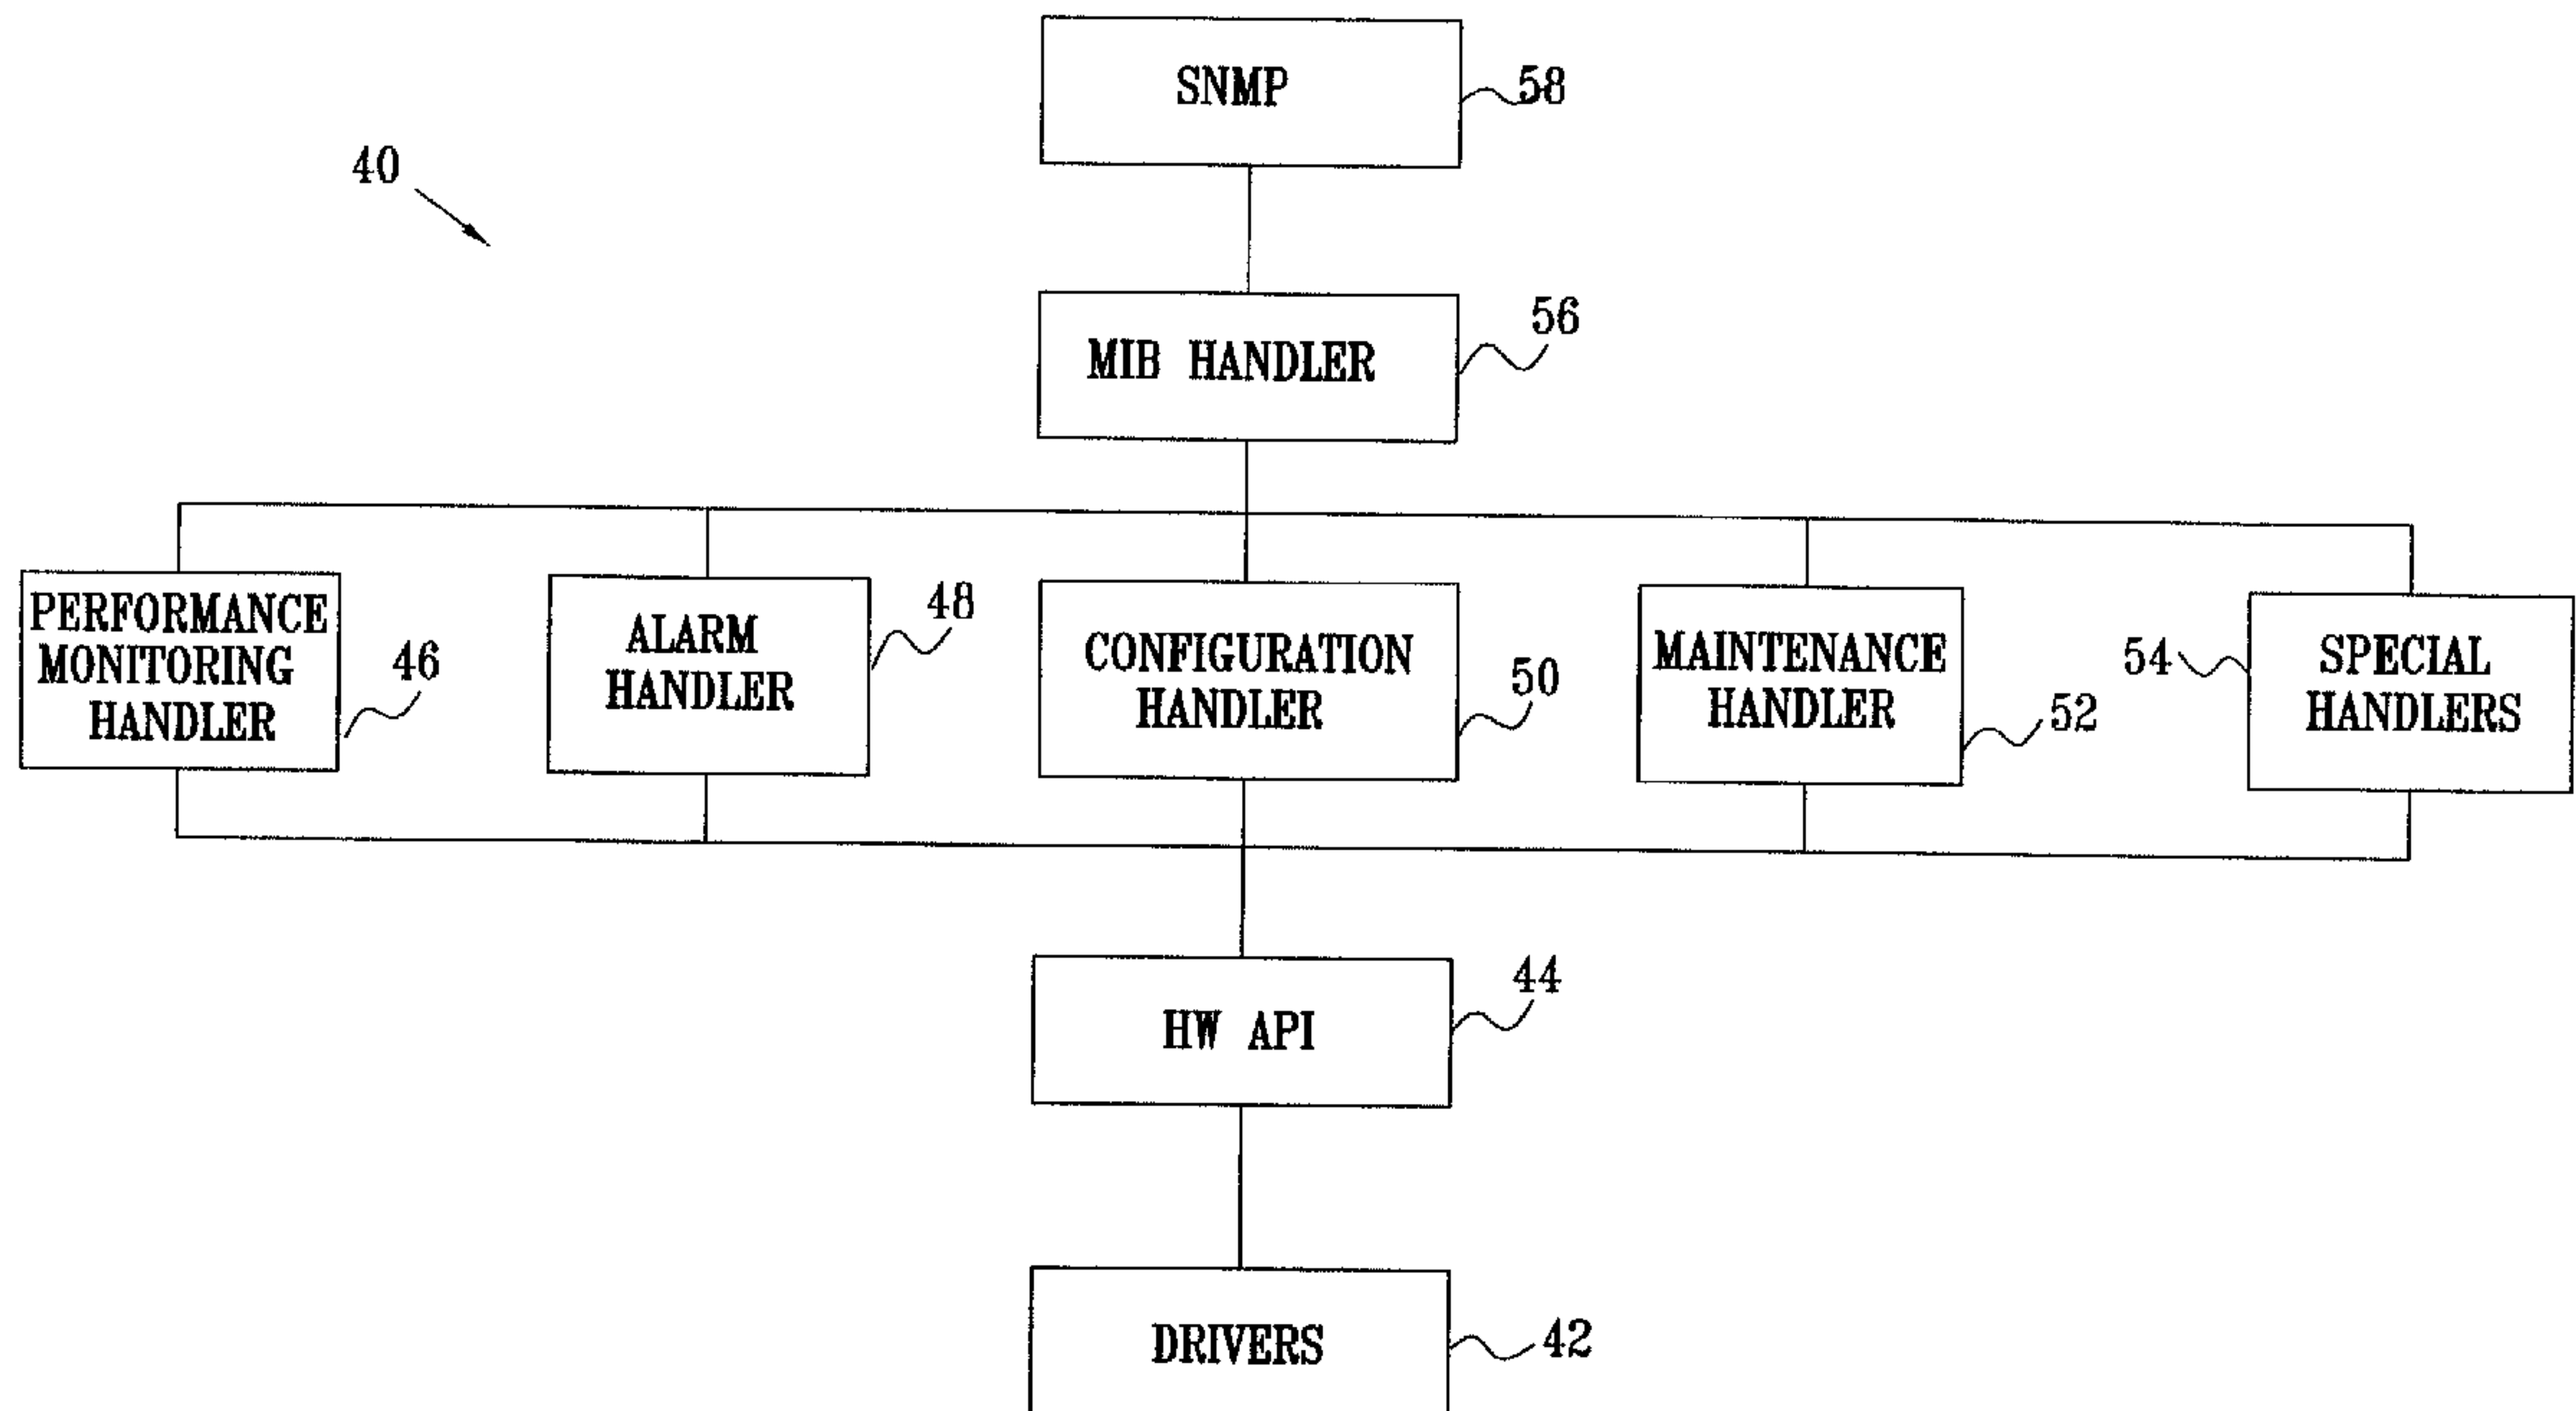 SNMP
58
40
MIB HANDLER
56
PERFORMANCE
MONITORING
HANDLER
46
ALARM
HANDLER
48
CONFIGURATION
HANDLER
50
MAINTENANCE
HANDLER
52
54
SPECIAL
HANDLERS
HW API
44
DRIVERS
42